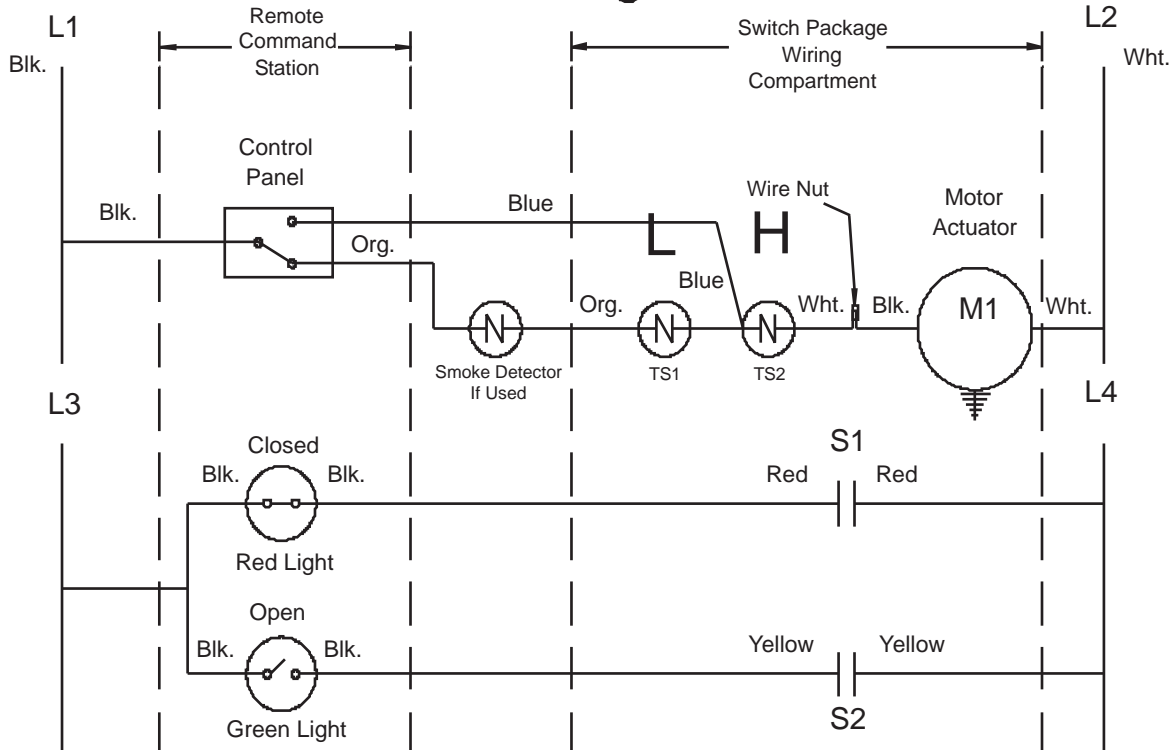 L1
Blk.
Remote
Command
Station
Switch Package
Wiring
Compartment
L2
Wht.
Control
Panel
Blk.
Org.
Blue
L
H
Wire Nut
Motor
Actuator
Blue
Org.
Wht.
Blk.
M1
Wht.
N
Smoke Detector
If Used
N
TS1
N
TS2
L3
L4
Closed
Blk.
Blk.
Red Light
S1
Red
Red
Open
Blk.
Blk.
Green Light
Yellow
Yellow
S2